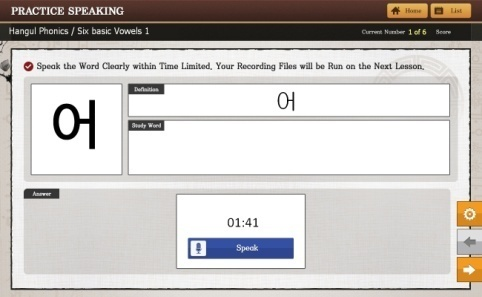 PRACTICE SPEAKING
Home
List
Hangul Phonics / Six basic Vowels 1
Current Number 1 of 6 Score
Speak the Word Clearly within Time Limited. Your Recording Files will be Run on the Next Lesson.
어
Definition
어
Study Word
Answer
01:41
Speak